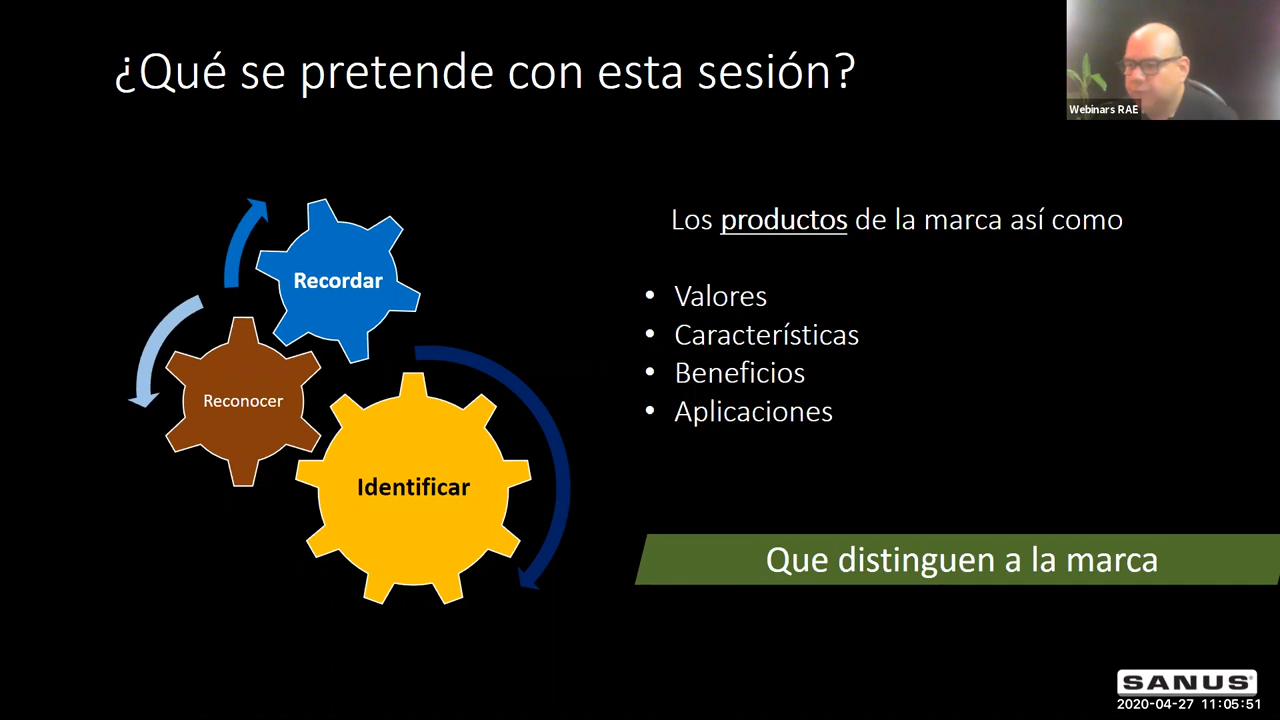 ¿Qué se pretende con esta sesión?
Webinars RAE
Recordar
Reconocer
Identificar
Los productos de la marca así como
• Valores
• Características
• Beneficios
• Aplicaciones
Que distinguen a la marca
SANUS®
2020-04-27 11:05:51